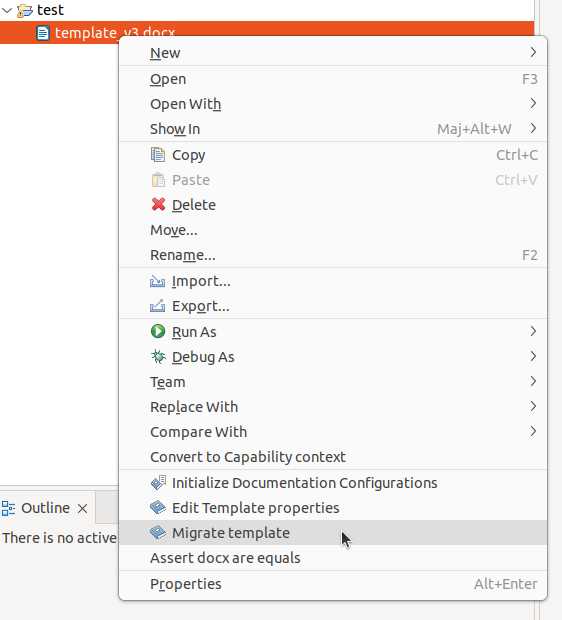 test
template_v3.docx
New
Open F3
Open With
Show In Maj+Alt+W
Copy Ctrl+C
Paste Ctrl+V
Delete
Move...
Rename... F2
Import...
Export...
Run As
Debug As
Team
Replace With
Compare With
Convert to Capability context
Initialize Documentation Configurations
Edit Template properties
Migrate template
Assert docx are equals
Properties Alt+Enter
Outline
There is no active